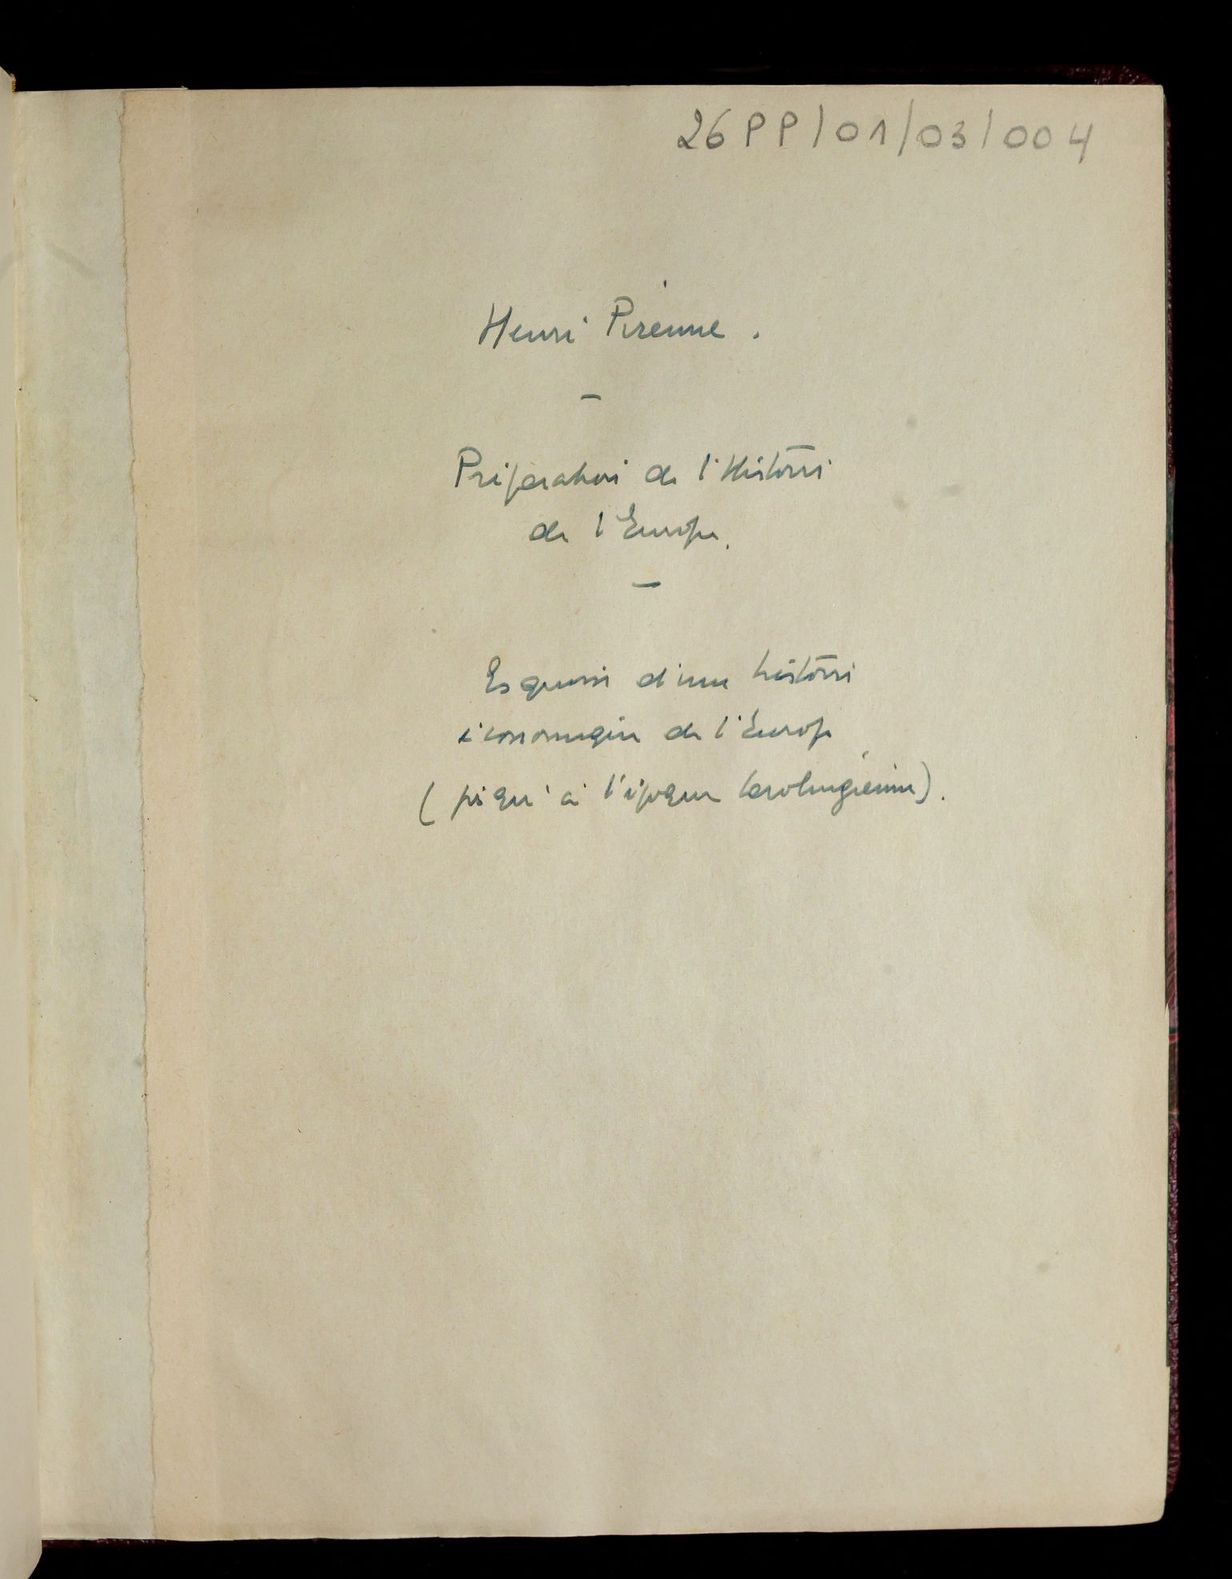 26PP/01/03/004
Henri Pirenne.
–
Préparation de l'Histoire
de l'Europe.
–
Esquisse d'une histoire
économique de l'Europe
(jusqu'à l'époque Carolingienne).